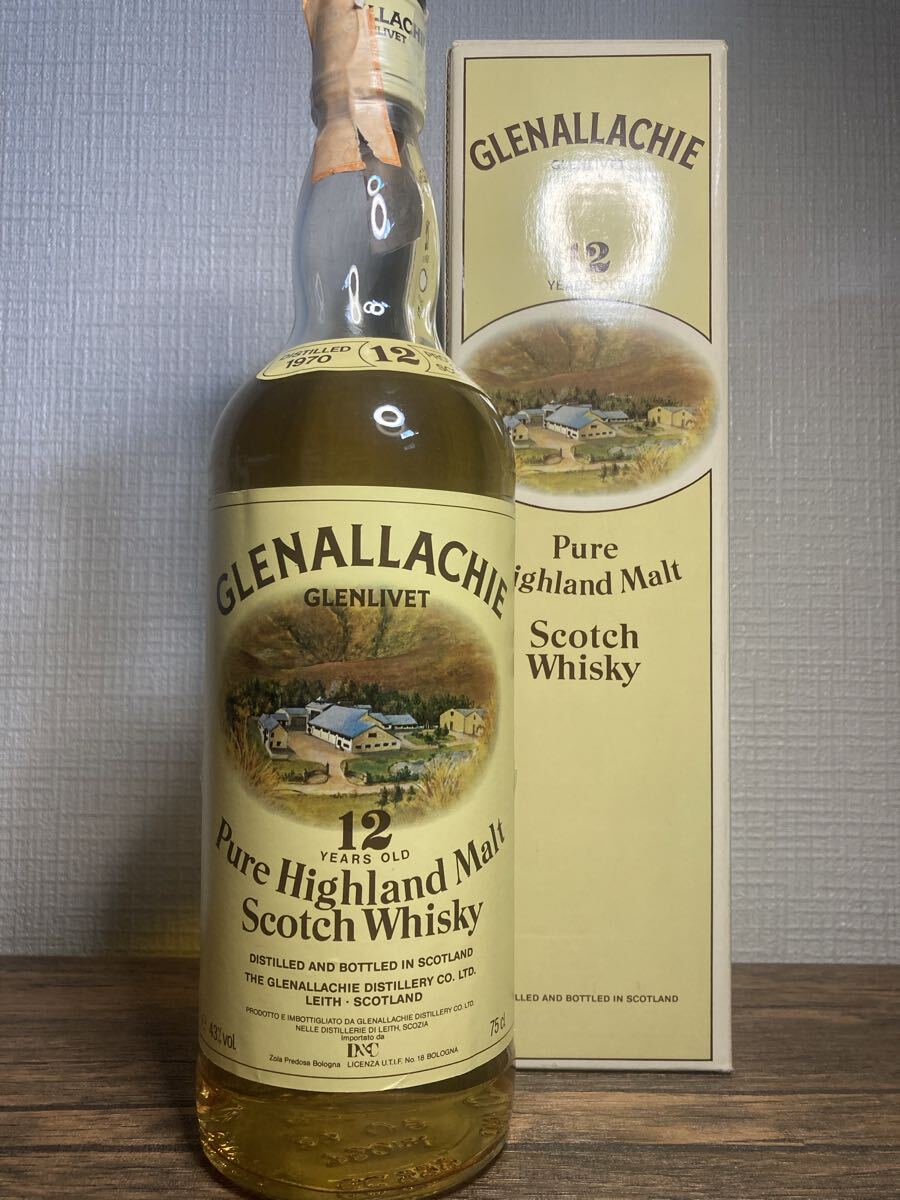 GLENLIVET
DISTILLED
1970
12
GLENALLACHIE
GLENLIVET
12
YEARS OLD
Pure Highland Malt
Scotch Whisky
DISTILLED AND BOTTLED IN SCOTLAND
THE GLENALLACHIE DISTILLERY CO. LTD.
LEITH · SCOTLAND
PRODOTTO E IMBOTTIGLIATO DA GLENALLACHIE DISTILLERY CO. LTD.
NELLE DISTILLERIE DI LEITH, SCOZIA
Importato da
D&C
Zola Predosa Bologna LICENZA U.T.I.F. No. 18 BOLOGNA
43% vol.
75 cl
GLENALLACHIE
GLENLIVET
12
YEARS OLD
Pure
Highland Malt
Scotch
Whisky
AND BOTTLED IN SCOTLAND